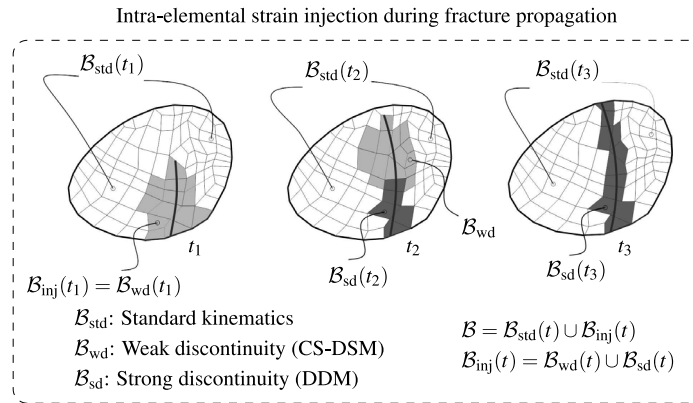 Intra-elemental strain injection during fracture propagation
𝓑std(t₁) 𝓑std(t₂) 𝓑std(t₃)
t₁ t₂ 𝓑wd t₃
𝓑inj(t₁) = 𝓑wd(t₁) 𝓑sd(t₂) 𝓑sd(t₃)
𝓑std: Standard kinematics
𝓑wd: Weak discontinuity (CS-DSM)
𝓑sd: Strong discontinuity (DDM)
𝓑 = 𝓑std(t) ∪ 𝓑inj(t)
𝓑inj(t) = 𝓑wd(t) ∪ 𝓑sd(t)